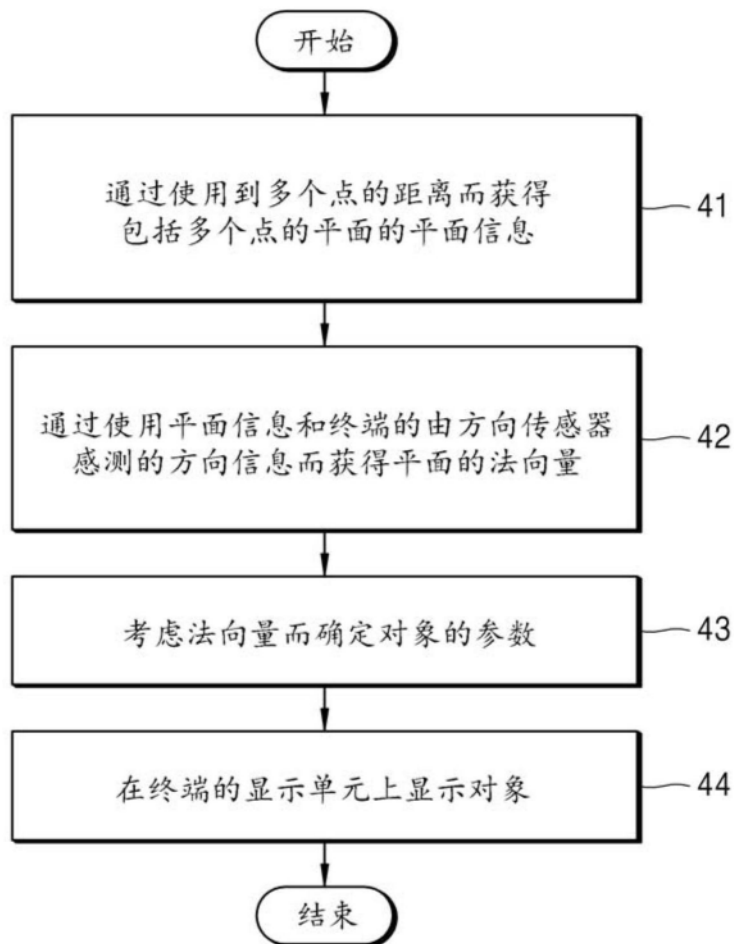 开始
通过使用到多个点的距离而获得
包括多个点的平面的平面信息
41
通过使用平面信息和终端的由方向传感器
感测的方向信息而获得平面的法向量
42
考虑法向量而确定对象的参数
43
在终端的显示单元上显示对象
44
结束